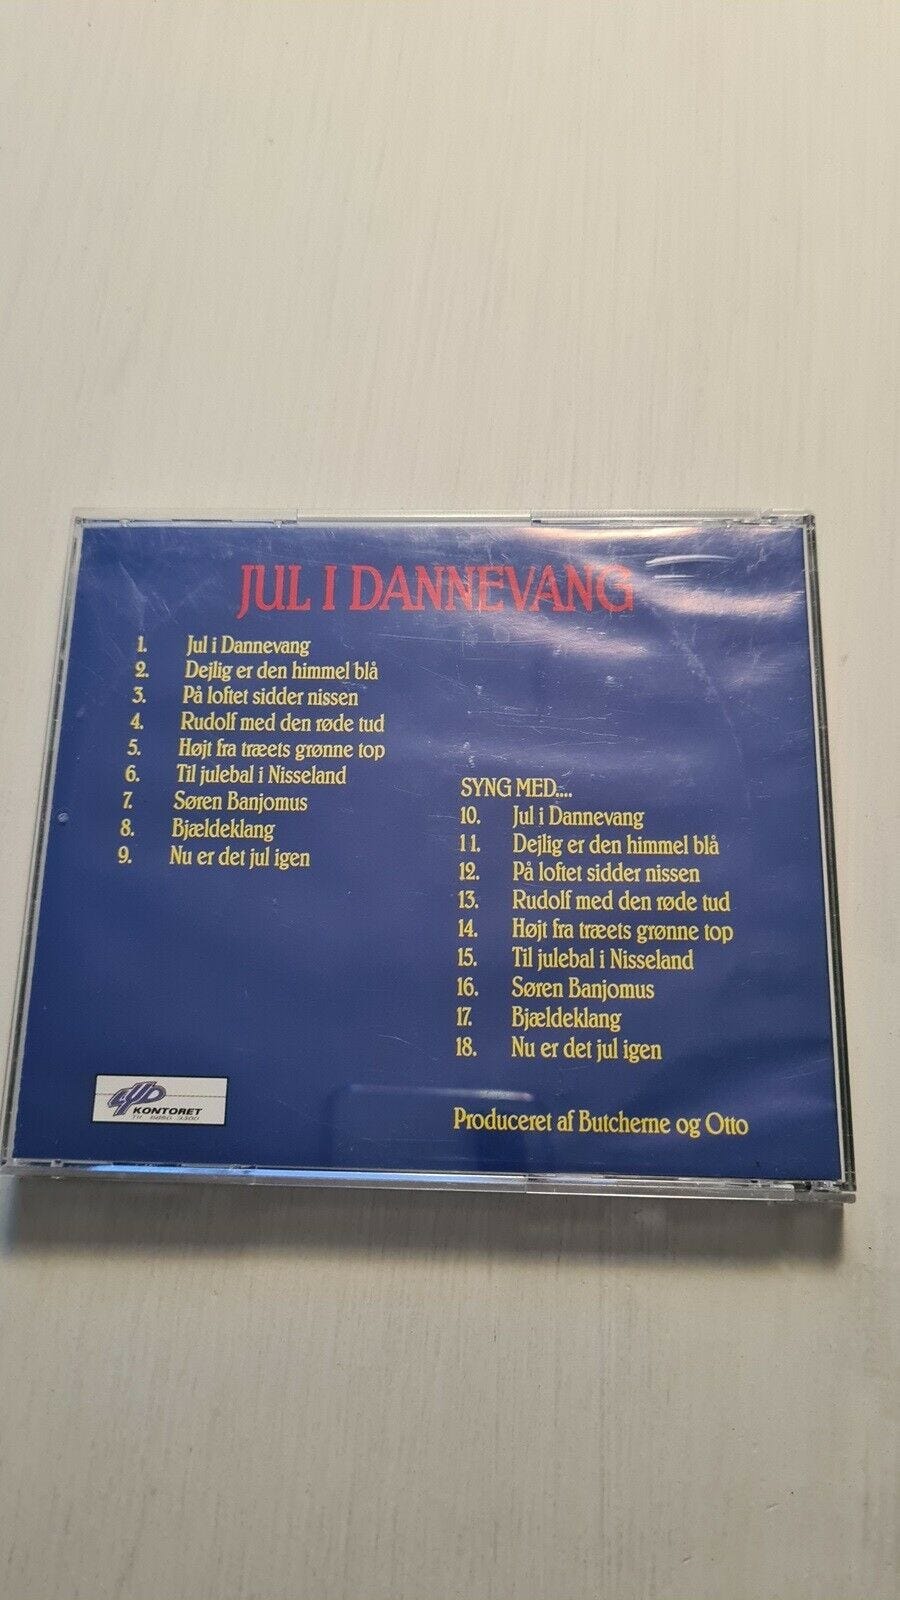 JUL I DANNEVANG
1. Jul i Dannevang
2. Dejlig er den himmel blå
3. På loftet sidder nissen
4. Rudolf med den røde tud
5. Højt fra træets grønne top
6. Til julebal i Nisseland
7. Søren Banjomus
8. Bjældeklang
9. Nu er det jul igen
SYNG MED....
10. Jul i Dannevang
11. Dejlig er den himmel blå
12. På loftet sidder nissen
13. Rudolf med den røde tud
14. Højt fra træets grønne top
15. Til julebal i Nisseland
16. Søren Banjomus
17. Bjældeklang
18. Nu er det jul igen
LYD
KONTORET
Produceret af Butcherne og Otto